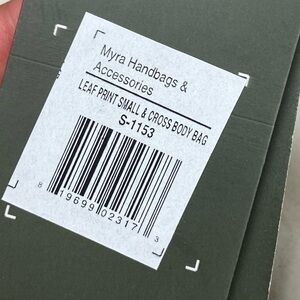 Myra Handbags &
Accessories
LEAF PRINT SMALL & CROSS BODY BAG
S-1153
8 19699 02317 3